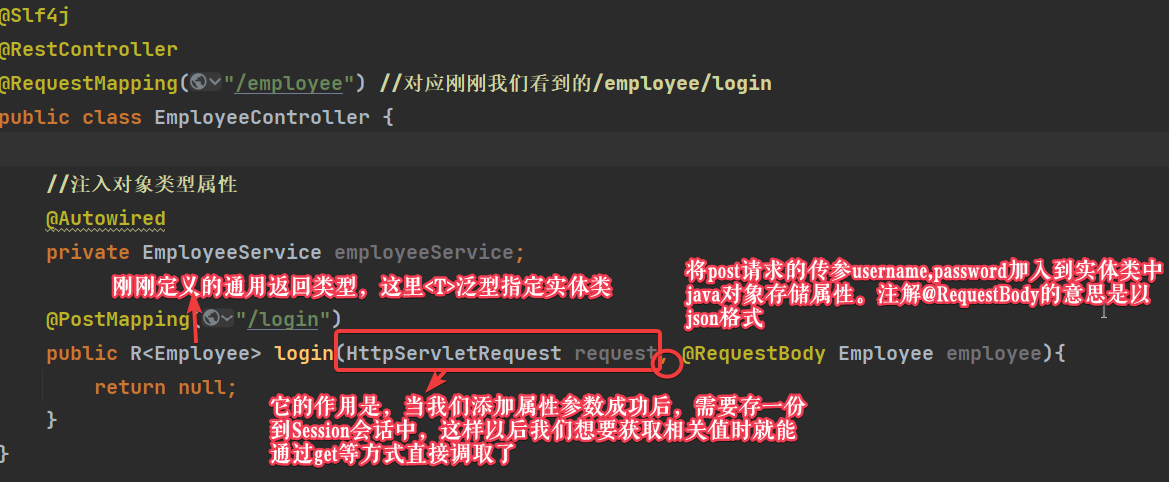 @Slf4j
@RestController
@RequestMapping("/employee") //对应刚刚我们看到的/employee/login
public class EmployeeController {
//注入对象类型属性
@Autowired
private EmployeeService employeeService;
刚刚定义的通用返回类型，这里<T>泛型指定实体类
将post请求的传参username,password加入到实体类中
java对象存储属性。注解@RequestBody的意思是以
json格式
@PostMapping("/login")
public R<Employee> login(HttpServletRequest request, @RequestBody Employee employee){
return null;
}
它的作用是，当我们添加属性参数成功后，需要存一份
到Session会话中，这样以后我们想要获取相关值时就能
通过get等方式直接调取了
}